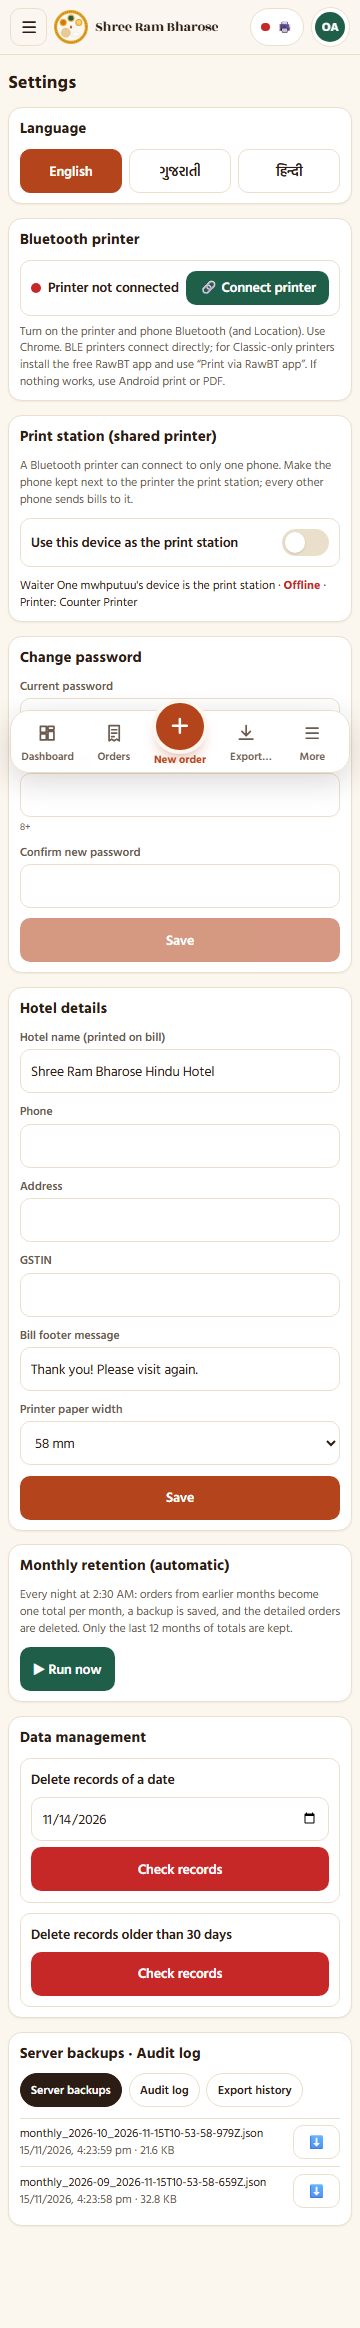 Shree Ram Bharose
OA
Settings
Language
English
ગુજરાતી
हिन्दी
Bluetooth printer
Printer not connected
Connect printer
Turn on the printer and phone Bluetooth (and Location). Use
Chrome. BLE printers connect directly; for Classic-only printers
install the free RawBT app and use “Print via RawBT app”. If
nothing works, use Android print or PDF.
Print station (shared printer)
A Bluetooth printer can connect to only one phone. Make the
phone kept next to the printer the print station; every other
phone sends bills to it.
Use this device as the print station
Waiter One mwhputuu's device is the print station · Offline ·
Printer: Counter Printer
Change password
Current password
Dashboard
Orders
New order
Export...
More
8+
Confirm new password
Save
Hotel details
Hotel name (printed on bill)
Shree Ram Bharose Hindu Hotel
Phone
Address
GSTIN
Bill footer message
Thank you! Please visit again.
Printer paper width
58 mm
Save
Monthly retention (automatic)
Every night at 2:30 AM: orders from earlier months become
one total per month, a backup is saved, and the detailed orders
are deleted. Only the last 12 months of totals are kept.
▶ Run now
Data management
Delete records of a date
11/14/2026
Check records
Delete records older than 30 days
Check records
Server backups · Audit log
Server backups
Audit log
Export history
monthly_2026-10_2026-11-15T10-53-58-979Z.json
15/11/2026, 4:23:59 pm · 21.6 KB
monthly_2026-09_2026-11-15T10-53-58-659Z.json
15/11/2026, 4:23:58 pm · 32.8 KB